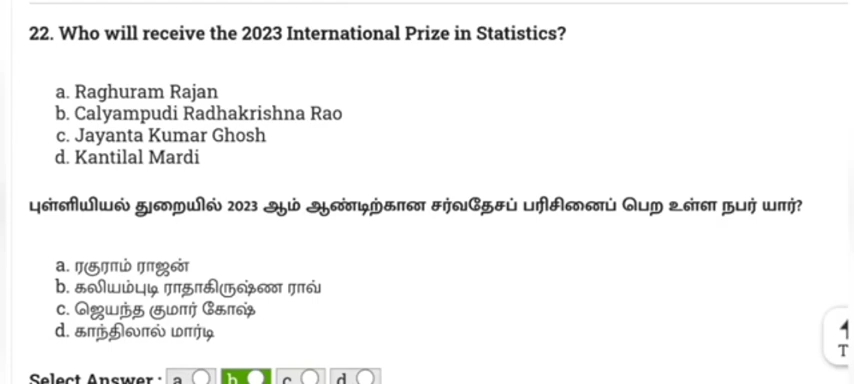 22. Who will receive the 2023 International Prize in Statistics?
a. Raghuram Rajan
b. Calyampudi Radhakrishna Rao
c. Jayanta Kumar Ghosh
d. Kantilal Mardi
புள்ளியியல் துறையில் 2023 ஆம் ஆண்டிற்கான சர்வதேசப் பரிசினைப் பெற உள்ள நபர் யார்?
a. ரகுராம் ராஜன்
b. கலியம்புடி ராதாகிருஷ்ண ராவ்
c. ஜெயந்த குமார் கோஷ்
d. காந்திலால் மார்டி
Select Answer : a b c d
T